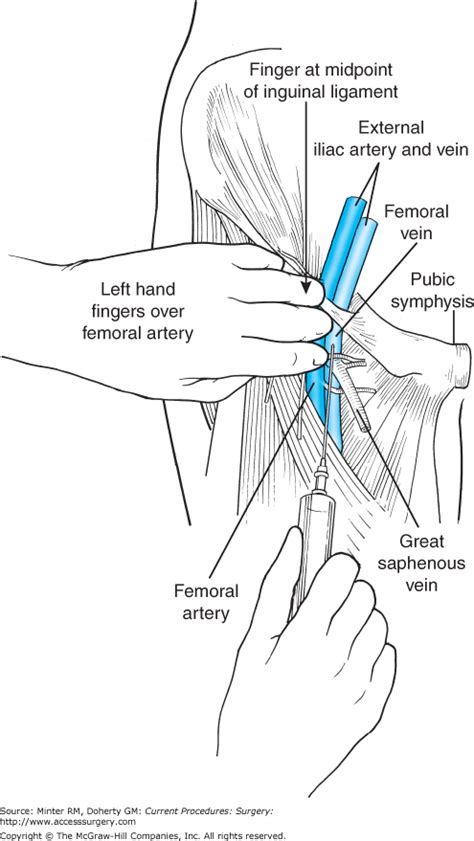 Finger at midpoint
of inguinal ligament
External
iliac artery and vein
Femoral
vein
Pubic
symphysis
Left hand
fingers over
femoral artery
Great
saphenous
vein
Femoral
artery
Source: Minter RM, Doherty GM: Current Procedures: Surgery:
http://www.accesssurgery.com
Copyright © The McGraw-Hill Companies, Inc. All rights reserved.